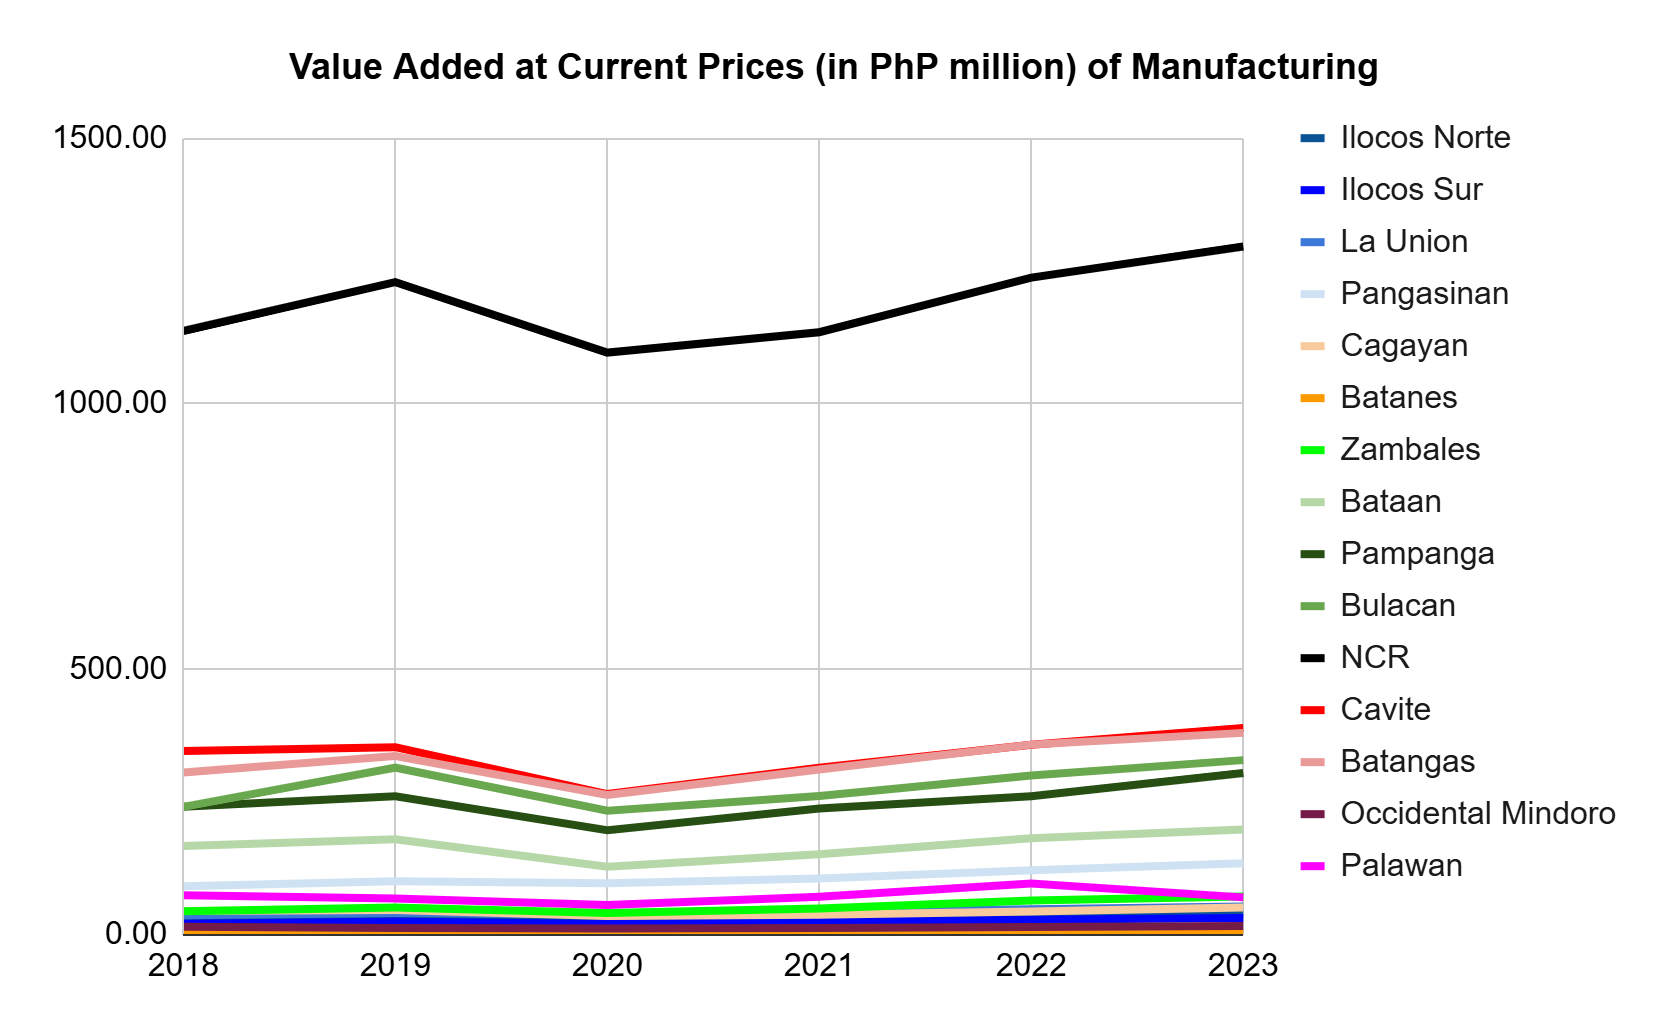 Value Added at Current Prices (in PhP million) of Manufacturing
1500.00
1000.00
500.00
0.00
2018 2019 2020 2021 2022 2023
Ilocos Norte
Ilocos Sur
La Union
Pangasinan
Cagayan
Batanes
Zambales
Bataan
Pampanga
Bulacan
NCR
Cavite
Batangas
Occidental Mindoro
Palawan